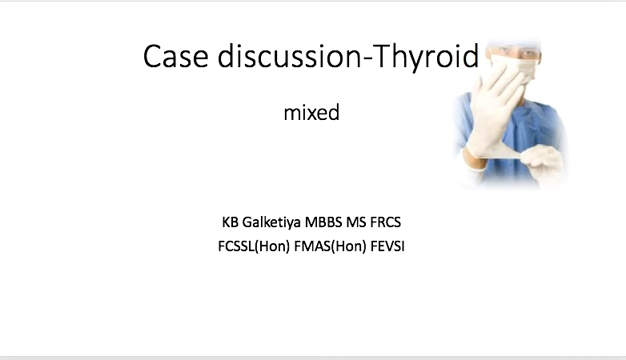 Case discussion-Thyroid
mixed
KB Galketiya MBBS MS FRCS
FCSSL(Hon) FMAS(Hon) FEVSI